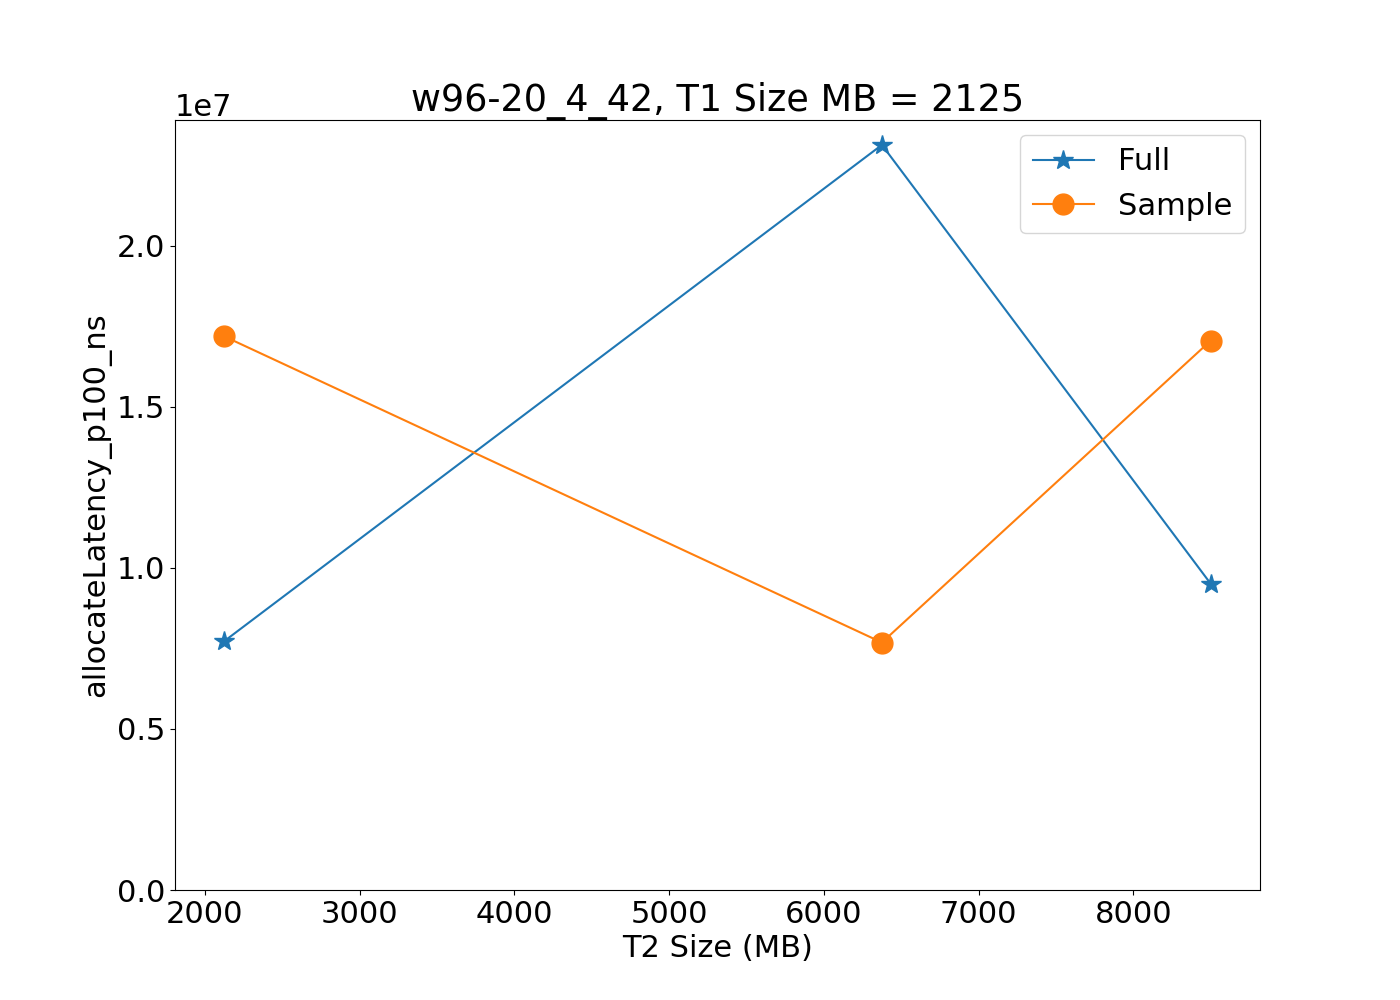 w96-20_4_42, T1 Size MB = 2125
1e7
Full
Sample
allocateLatency_p100_ns
2.0
1.5
1.0
0.5
0.0
2000 3000 4000 5000 6000 7000 8000
T2 Size (MB)